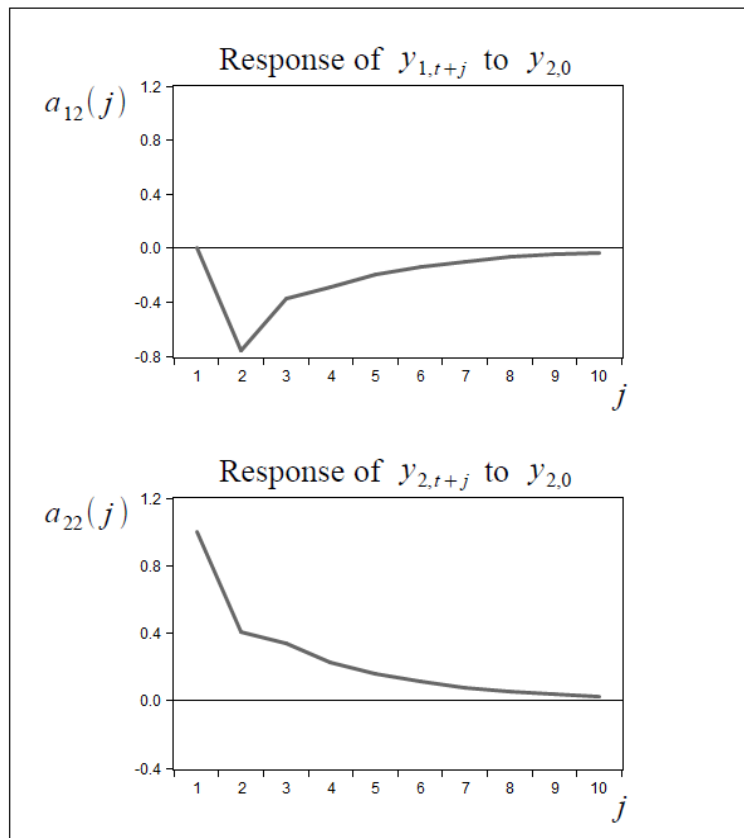 Response of y₁,ₜ₊ⱼ to y₂,₀
a₁₂(j)
1.2
0.8
0.4
0.0
-0.4
-0.8
1 2 3 4 5 6 7 8 9 10
j
Response of y₂,ₜ₊ⱼ to y₂,₀
a₂₂(j)
1.2
0.8
0.4
0.0
-0.4
1 2 3 4 5 6 7 8 9 10
j